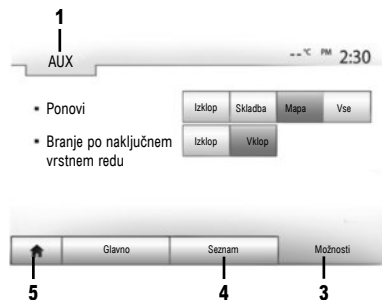 1
AUX
--°C PM 2:30
Ponovi
Izklop Skladba Mapa Vse
Branje po naključnem
vrstnem redu
Izklop Vklop
Glavno Seznam Možnosti
5 4 3